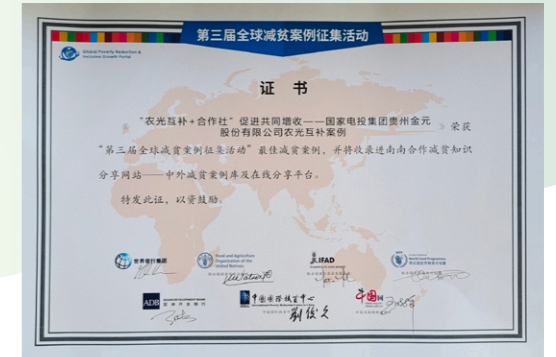 第三届全球减贫案例征集活动
Global Poverty Reduction &
Inclusive Growth Portal
证 书
“农光互补+合作社”促进共同增收——国家电投集团贵州金元
股份有限公司农光互补案例
》荣获
“第三届全球减贫案例征集活动”最佳减贫案例，并将收录进南南合作减贫知识
分享网站——中外减贫案例库及在线分享平台。
特发此证，以资鼓励。
世界银行集团
Food and Agriculture
Organization of the
United Nations
IFAD
World Food Programme
ADB
亚洲开发银行
中国国际扶贫中心
中国网